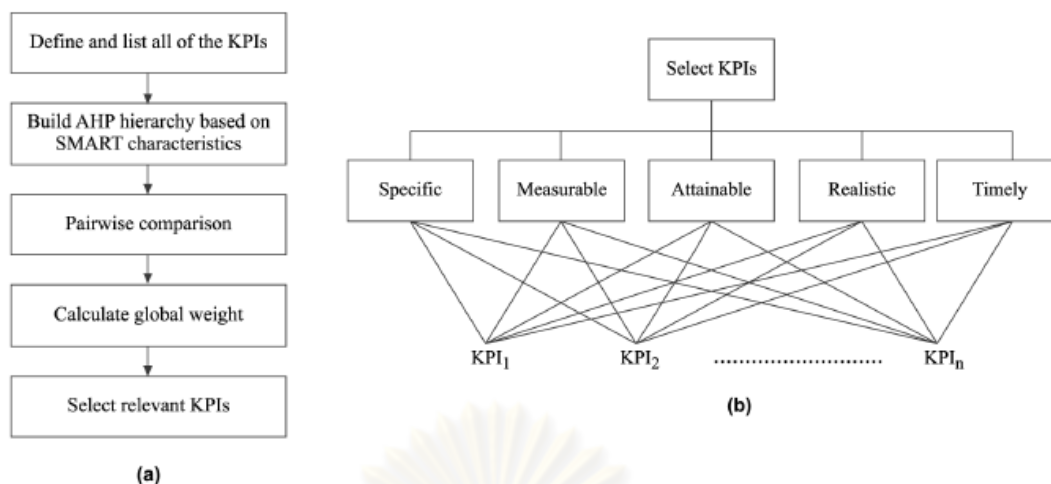 Define and list all of the KPIs
Build AHP hierarchy based on
SMART characteristics
Pairwise comparison
Calculate global weight
Select relevant KPIs
(a)
Select KPIs
Specific
Measurable
Attainable
Realistic
Timely
KPI1
KPI2
..........................
KPIn
(b)